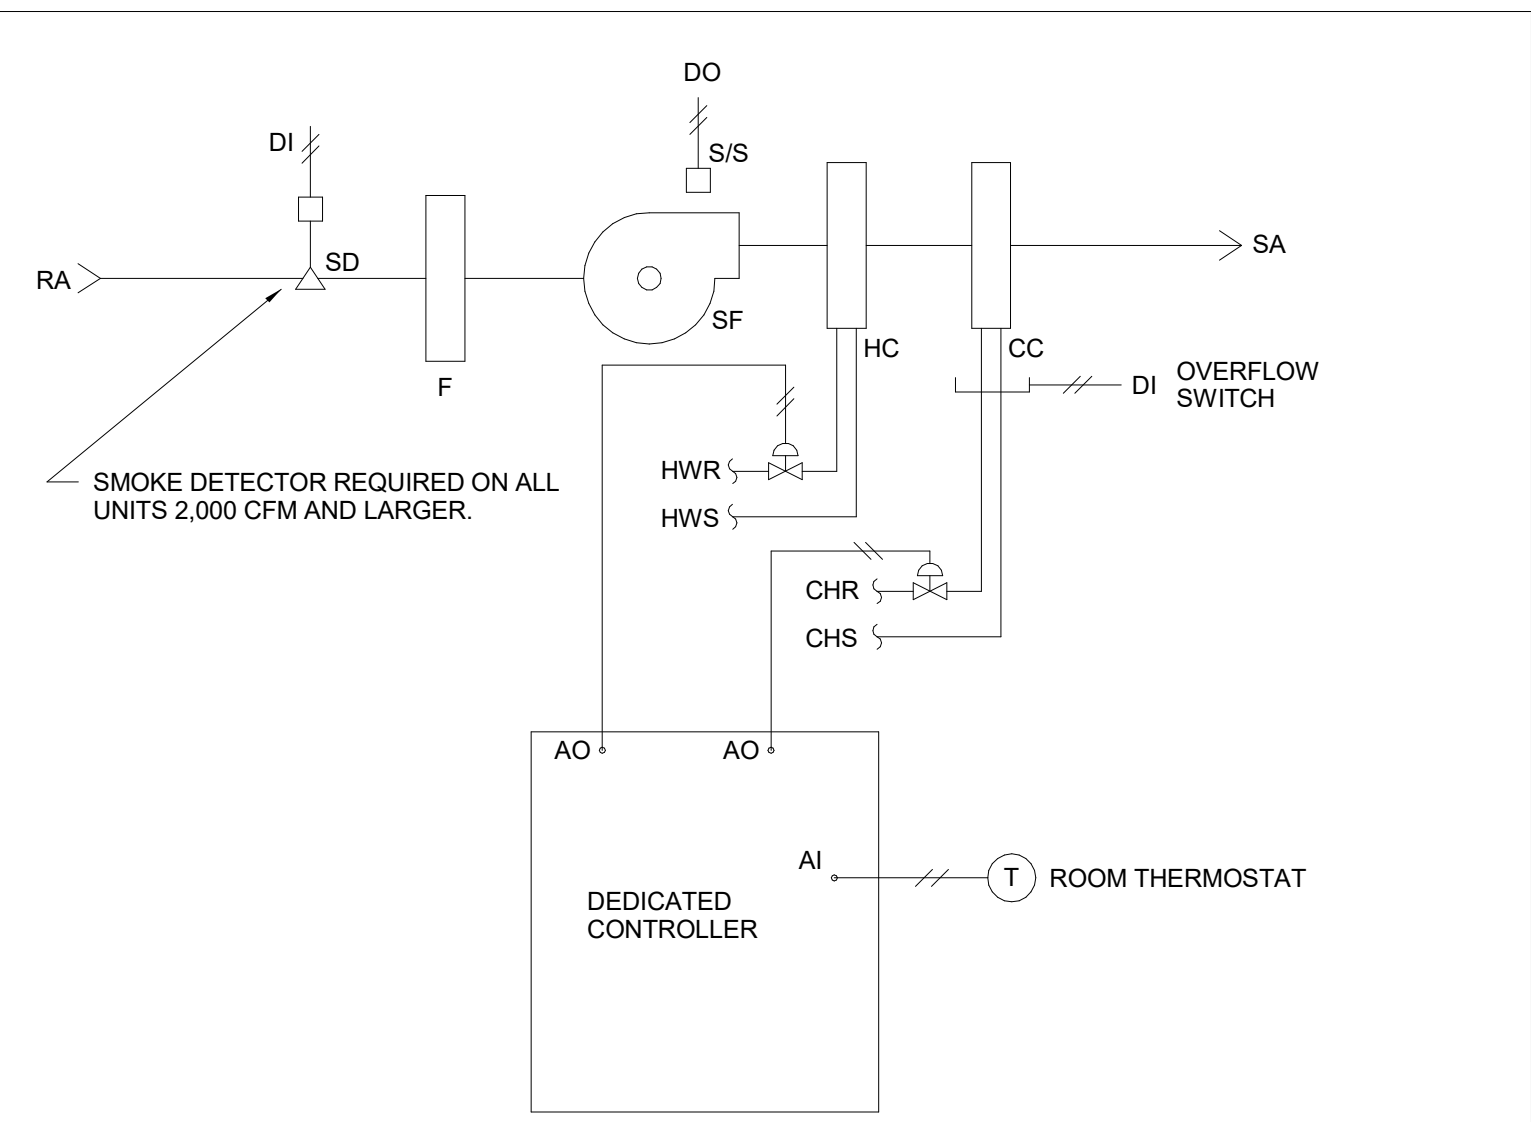 DO
DI
S/S
SA
SD
RA
SF
HC
CC
OVERFLOW
DI
SWITCH
F
HWR
SMOKE DETECTOR REQUIRED ON ALL
UNITS 2,000 CFM AND LARGER.
HWS
CHR
CHS
AO
AO
AI
T
ROOM THERMOSTAT
DEDICATED
CONTROLLER